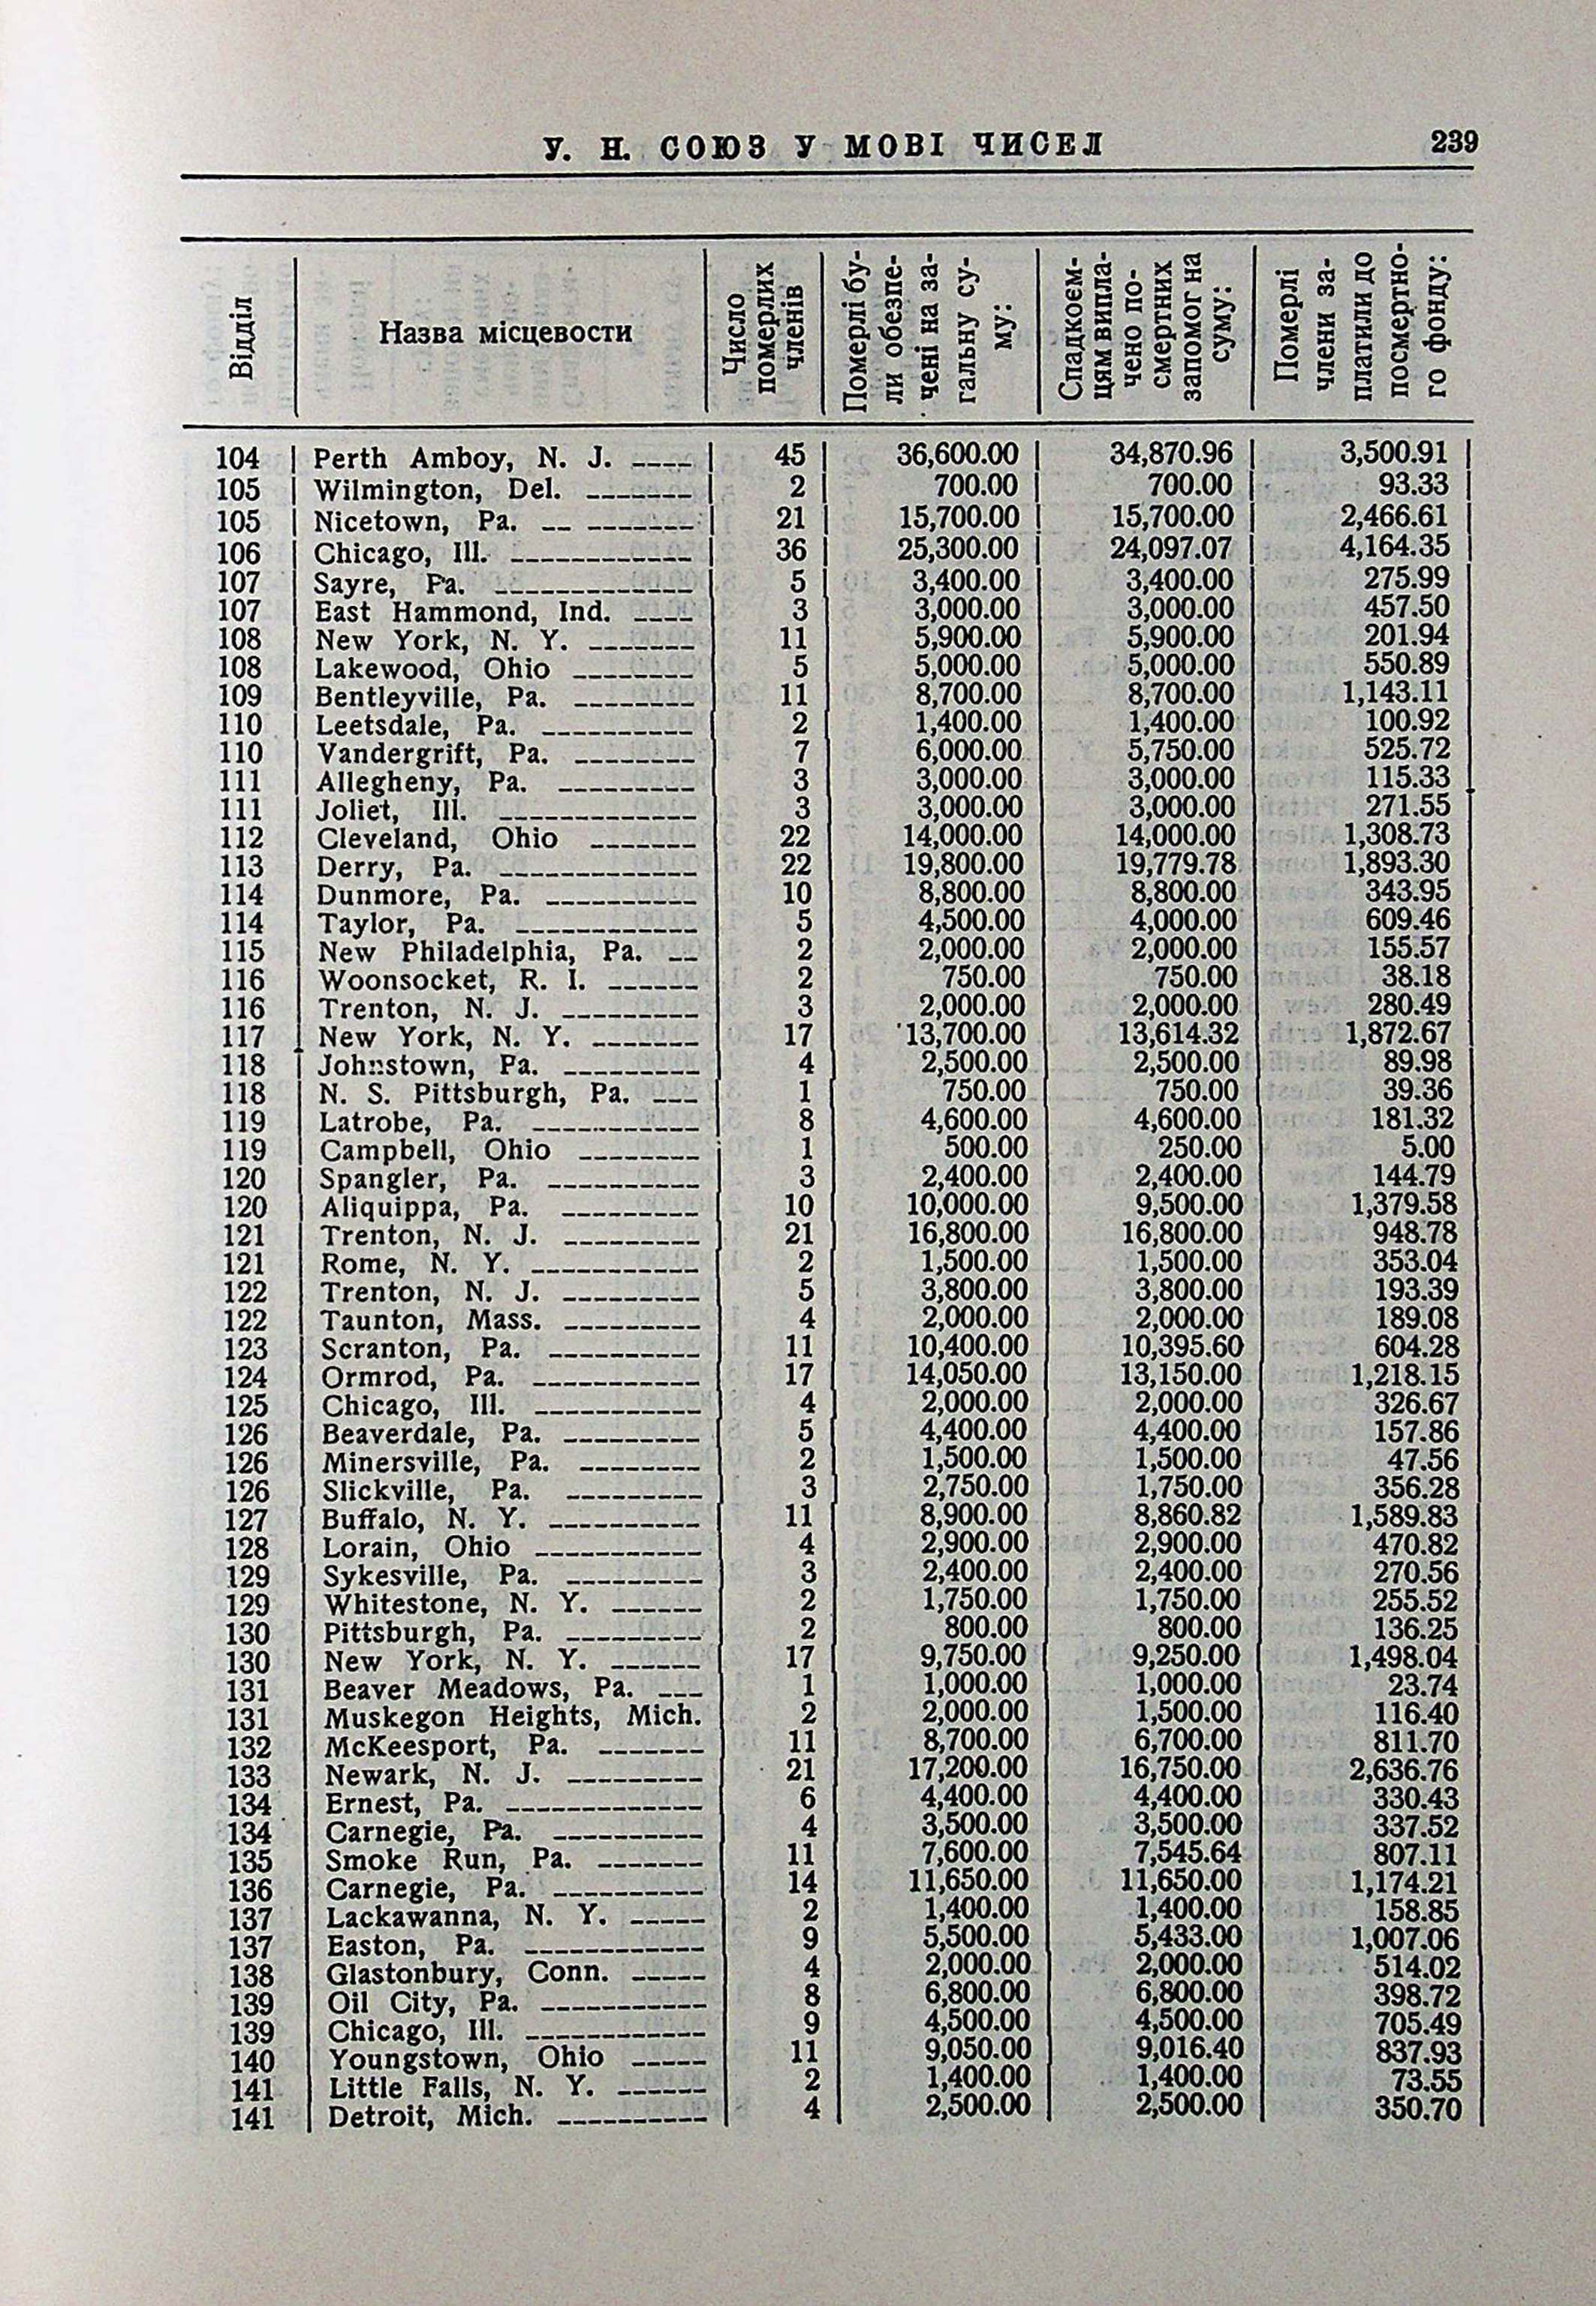 У. Н. СОЮЗ У МОВІ ЧИСЕЛ 239
Відділ | Назва місцевости | Число померлих членів | Померлі були обезпечені на загальну суму: | Спадкоємцям виплачено посмертних запомог на суму: | Померлі члени заплатили до посмертного фонду:
104 | Perth Amboy, N. J. | 45 | 36,600.00 | 34,870.96 | 3,500.91
105 | Wilmington, Del. | 2 | 700.00 | 700.00 | 93.33
105 | Nicetown, Pa. | 21 | 15,700.00 | 15,700.00 | 2,466.61
106 | Chicago, Ill. | 36 | 25,300.00 | 24,097.07 | 4,164.35
107 | Sayre, Pa. | 5 | 3,400.00 | 3,400.00 | 275.99
107 | East Hammond, Ind. | 3 | 3,000.00 | 3,000.00 | 457.50
108 | New York, N. Y. | 11 | 5,900.00 | 5,900.00 | 201.94
108 | Lakewood, Ohio | 5 | 5,000.00 | 5,000.00 | 550.89
109 | Bentleyville, Pa. | 11 | 8,700.00 | 8,700.00 | 1,143.11
110 | Leetsdale, Pa. | 2 | 1,400.00 | 1,400.00 | 100.92
110 | Vandergrift, Pa. | 7 | 6,000.00 | 5,750.00 | 525.72
111 | Allegheny, Pa. | 3 | 3,000.00 | 3,000.00 | 115.33
111 | Joliet, Ill. | 3 | 3,000.00 | 3,000.00 | 271.55
112 | Cleveland, Ohio | 22 | 14,000.00 | 14,000.00 | 1,308.73
113 | Derry, Pa. | 22 | 19,800.00 | 19,779.78 | 1,893.30
114 | Dunmore, Pa. | 10 | 8,800.00 | 8,800.00 | 343.95
114 | Taylor, Pa. | 5 | 4,500.00 | 4,000.00 | 609.46
115 | New Philadelphia, Pa. | 2 | 2,000.00 | 2,000.00 | 155.57
116 | Woonsocket, R. I. | 2 | 750.00 | 750.00 | 38.18
116 | Trenton, N. J. | 3 | 2,000.00 | 2,000.00 | 280.49
117 | New York, N. Y. | 17 | 13,700.00 | 13,614.32 | 1,872.67
118 | Johnstown, Pa. | 4 | 2,500.00 | 2,500.00 | 89.98
118 | N. S. Pittsburgh, Pa. | 1 | 750.00 | 750.00 | 39.36
119 | Latrobe, Pa. | 8 | 4,600.00 | 4,600.00 | 181.32
119 | Campbell, Ohio | 1 | 500.00 | 250.00 | 5.00
120 | Spangler, Pa. | 3 | 2,400.00 | 2,400.00 | 144.79
120 | Aliquippa, Pa. | 10 | 10,000.00 | 9,500.00 | 1,379.58
121 | Trenton, N. J. | 21 | 16,800.00 | 16,800.00 | 948.78
121 | Rome, N. Y. | 2 | 1,500.00 | 1,500.00 | 353.04
122 | Trenton, N. J. | 5 | 3,800.00 | 3,800.00 | 193.39
122 | Taunton, Mass. | 4 | 2,000.00 | 2,000.00 | 189.08
123 | Scranton, Pa. | 11 | 10,400.00 | 10,395.60 | 604.28
124 | Ormrod, Pa. | 17 | 14,050.00 | 13,150.00 | 1,218.15
125 | Chicago, Ill. | 4 | 2,000.00 | 2,000.00 | 326.67
126 | Beaverdale, Pa. | 5 | 4,400.00 | 4,400.00 | 157.86
126 | Minersville, Pa. | 2 | 1,500.00 | 1,500.00 | 47.56
126 | Slickville, Pa. | 3 | 2,750.00 | 1,750.00 | 356.28
127 | Buffalo, N. Y. | 11 | 8,900.00 | 8,860.82 | 1,589.83
128 | Lorain, Ohio | 4 | 2,900.00 | 2,900.00 | 470.82
129 | Sykesville, Pa. | 3 | 2,400.00 | 2,400.00 | 270.56
129 | Whitestone, N. Y. | 2 | 1,750.00 | 1,750.00 | 255.52
130 | Pittsburgh, Pa. | 2 | 800.00 | 800.00 | 136.25
130 | New York, N. Y. | 17 | 9,750.00 | 9,250.00 | 1,498.04
131 | Beaver Meadows, Pa. | 1 | 1,000.00 | 1,000.00 | 23.74
131 | Muskegon Heights, Mich. | 2 | 2,000.00 | 1,500.00 | 116.40
132 | McKeesport, Pa. | 11 | 8,700.00 | 6,700.00 | 811.70
133 | Newark, N. J. | 21 | 17,200.00 | 16,750.00 | 2,636.76
134 | Ernest, Pa. | 6 | 4,400.00 | 4,400.00 | 330.43
134 | Carnegie, Pa. | 4 | 3,500.00 | 3,500.00 | 337.52
135 | Smoke Run, Pa. | 11 | 7,600.00 | 7,545.64 | 807.11
136 | Carnegie, Pa. | 14 | 11,650.00 | 11,650.00 | 1,174.21
137 | Lackawanna, N. Y. | 2 | 1,400.00 | 1,400.00 | 158.85
137 | Easton, Pa. | 9 | 5,500.00 | 5,433.00 | 1,007.06
138 | Glastonbury, Conn. | 4 | 2,000.00 | 2,000.00 | 514.02
139 | Oil City, Pa. | 8 | 6,800.00 | 6,800.00 | 398.72
139 | Chicago, Ill. | 9 | 4,500.00 | 4,500.00 | 705.49
140 | Youngstown, Ohio | 11 | 9,050.00 | 9,016.40 | 837.93
141 | Little Falls, N. Y. | 2 | 1,400.00 | 1,400.00 | 73.55
141 | Detroit, Mich. | 4 | 2,500.00 | 2,500.00 | 350.70